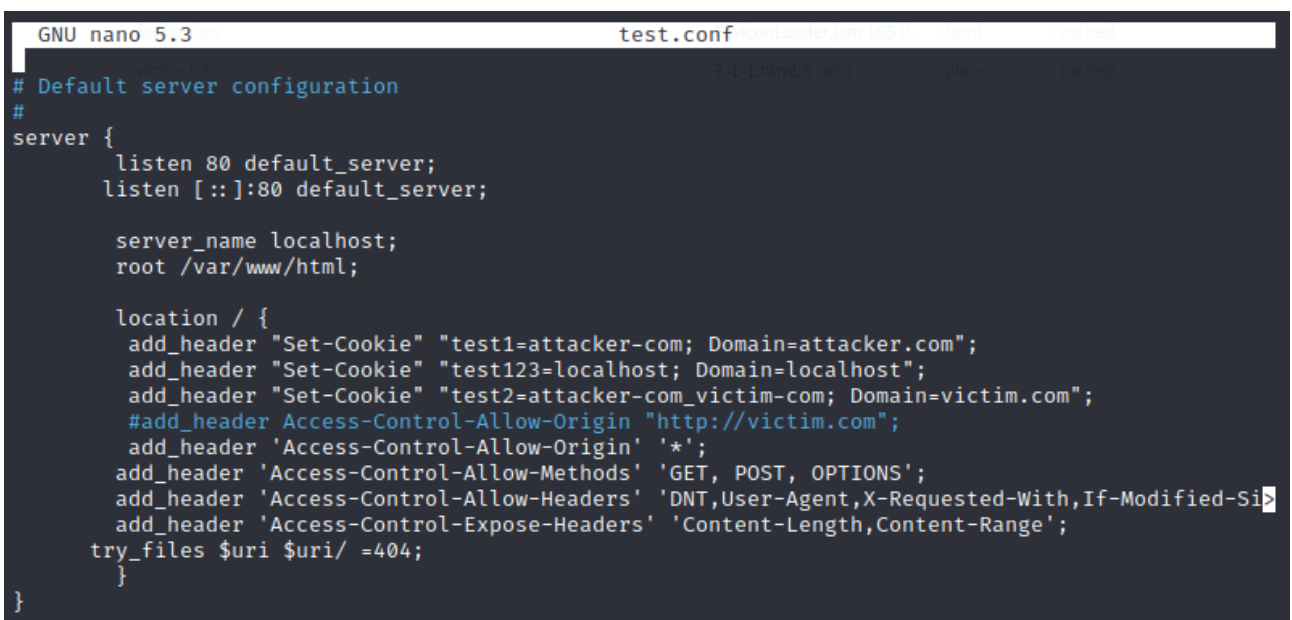 GNU nano 5.3 test.conf
# Default server configuration
#
server {
listen 80 default_server;
listen [::]:80 default_server;
server_name localhost;
root /var/www/html;
location / {
add_header "Set-Cookie" "test1=attacker-com; Domain=attacker.com";
add_header "Set-Cookie" "test123=localhost; Domain=localhost";
add_header "Set-Cookie" "test2=attacker-com_victim-com; Domain=victim.com";
#add_header Access-Control-Allow-Origin "http://victim.com";
add_header 'Access-Control-Allow-Origin' '*';
add_header 'Access-Control-Allow-Methods' 'GET, POST, OPTIONS';
add_header 'Access-Control-Allow-Headers' 'DNT,User-Agent,X-Requested-With,If-Modified-Si>
add_header 'Access-Control-Expose-Headers' 'Content-Length,Content-Range';
try_files $uri $uri/ =404;
}
}